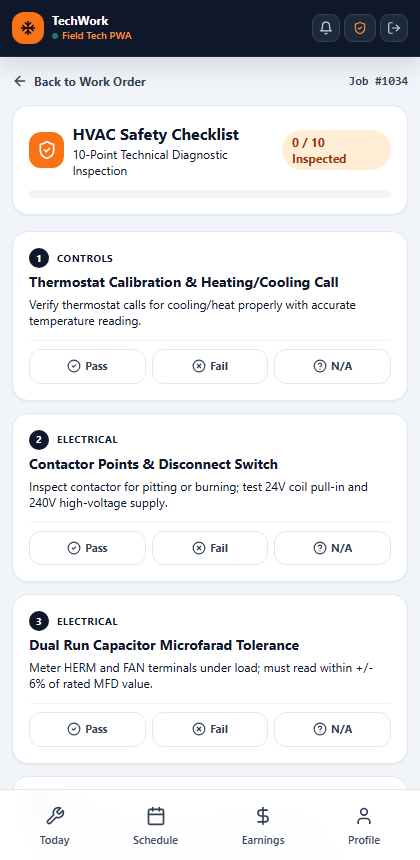 TechWork
Field Tech PWA
Back to Work Order
Job #1034
HVAC Safety Checklist
10-Point Technical Diagnostic
Inspection
0 / 10
Inspected
1 CONTROLS
Thermostat Calibration & Heating/Cooling Call
Verify thermostat calls for cooling/heat properly with accurate
temperature reading.
Pass
Fail
N/A
2 ELECTRICAL
Contactor Points & Disconnect Switch
Inspect contactor for pitting or burning; test 24V coil pull-in and
240V high-voltage supply.
Pass
Fail
N/A
3 ELECTRICAL
Dual Run Capacitor Microfarad Tolerance
Meter HERM and FAN terminals under load; must read within +/-
6% of rated MFD value.
Pass
Fail
N/A
Today
Schedule
Earnings
Profile